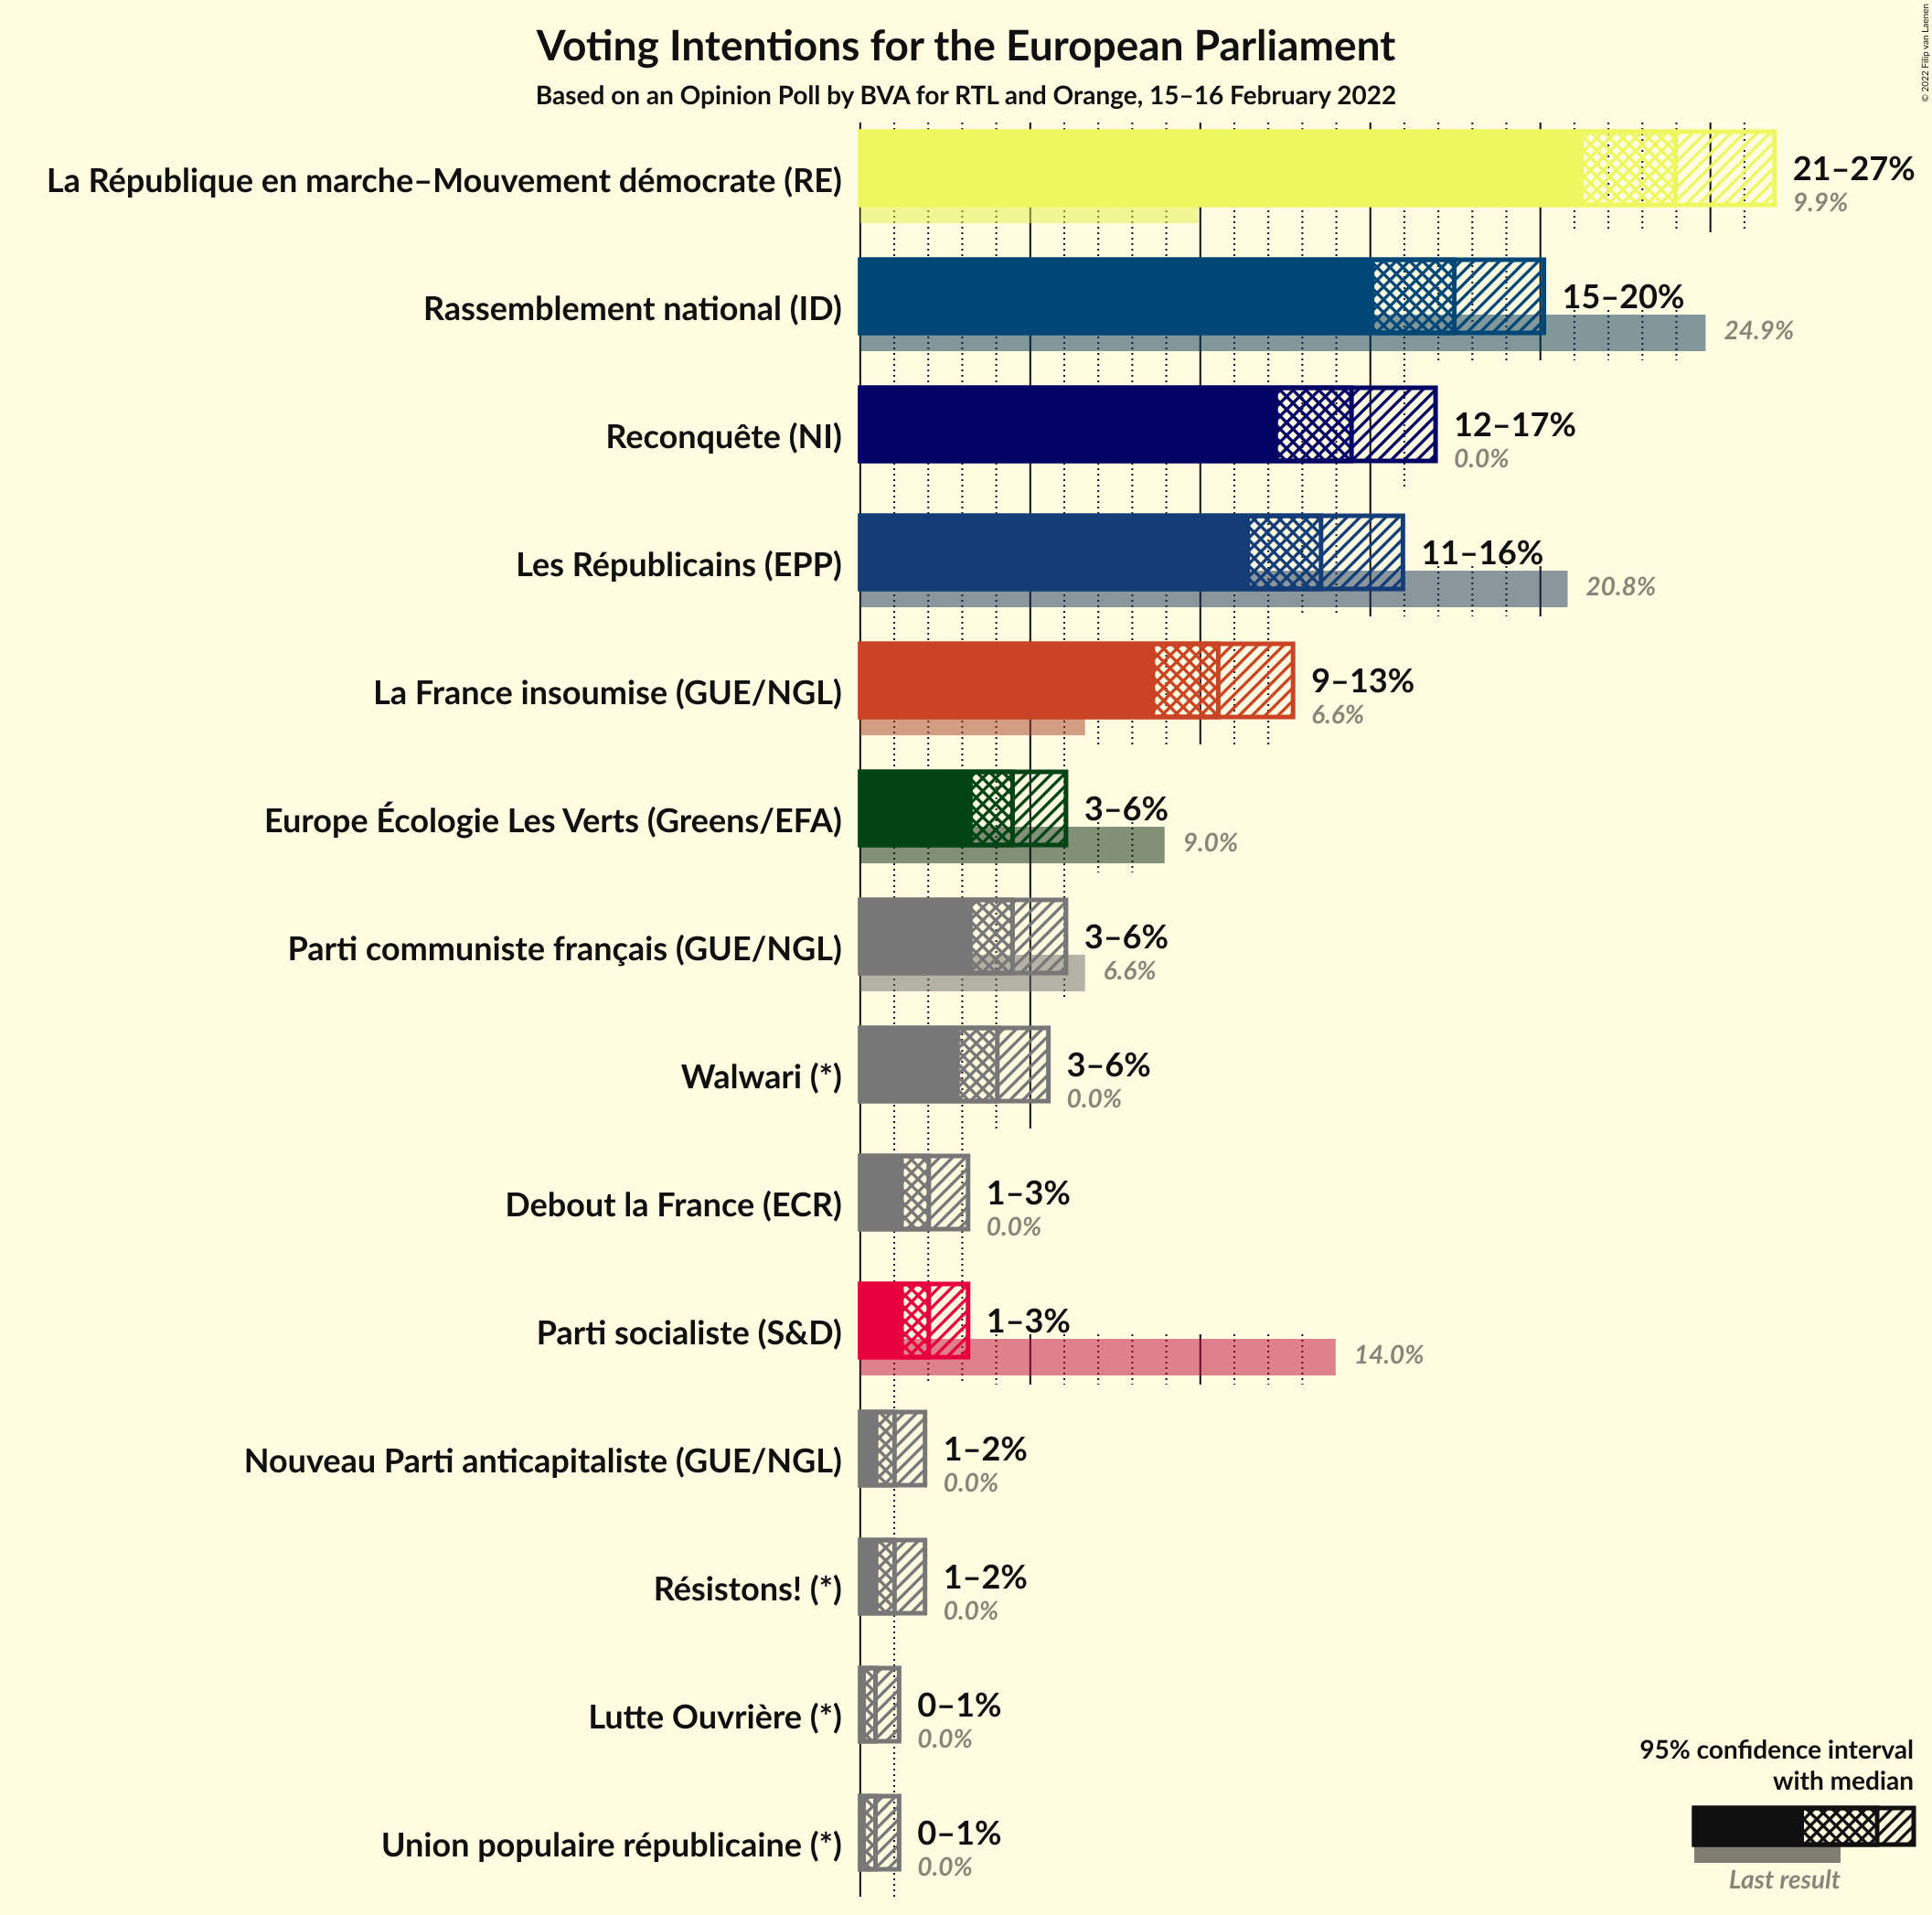 Voting Intentions for the European Parliament
Based on an Opinion Poll by BVA for RTL and Orange, 15–16 February 2022
© 2022 Filip van Laenen
La République en marche–Mouvement démocrate (RE)
21–27%
9.9%
Rassemblement national (ID)
15–20%
24.9%
Reconquête (NI)
12–17%
0.0%
Les Républicains (EPP)
11–16%
20.8%
La France insoumise (GUE/NGL)
9–13%
6.6%
Europe Écologie Les Verts (Greens/EFA)
3–6%
9.0%
Parti communiste français (GUE/NGL)
3–6%
6.6%
Walwari (*)
3–6%
0.0%
Debout la France (ECR)
1–3%
0.0%
Parti socialiste (S&D)
1–3%
14.0%
Nouveau Parti anticapitaliste (GUE/NGL)
1–2%
0.0%
Résistons! (*)
1–2%
0.0%
Lutte Ouvrière (*)
0–1%
0.0%
Union populaire républicaine (*)
0–1%
0.0%
95% confidence interval
with median
Last result